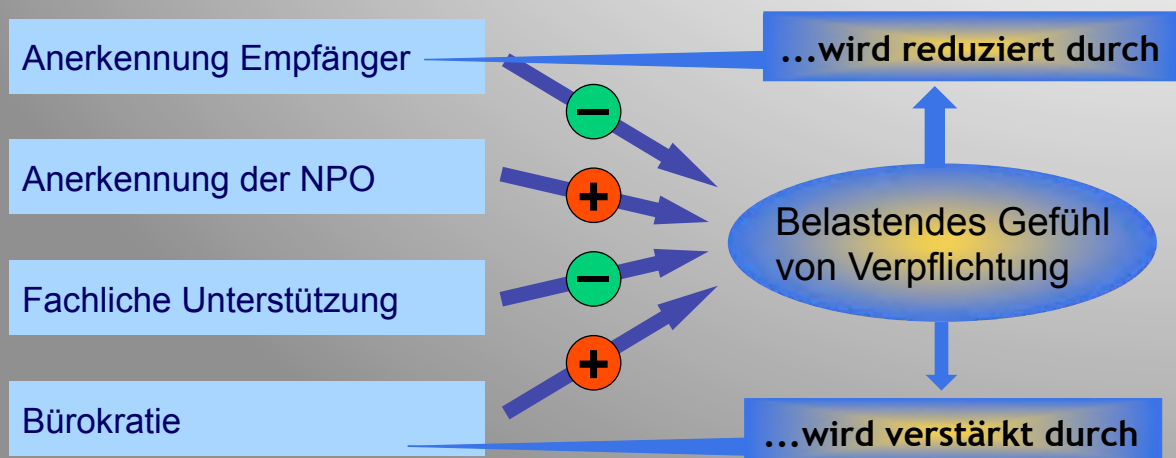 Anerkennung Empfänger
...wird reduziert durch
−
Anerkennung der NPO
+
Belastendes Gefühl
von Verpflichtung
Fachliche Unterstützung
−
+
Bürokratie
...wird verstärkt durch